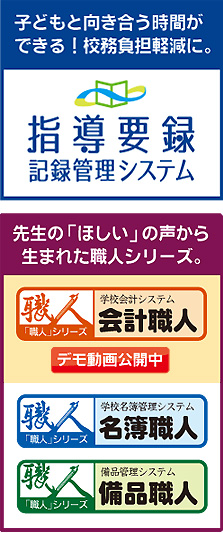 子どもと向き合う時間が
できる！校務負担軽減に。
指導要録
記録管理システム
先生の「ほしい」の声から
生まれた職人シリーズ。
職人
「職人」シリーズ
学校会計システム
会計職人
デモ動画公開中
職人
「職人」シリーズ
学校名簿管理システム
名簿職人
職人
「職人」シリーズ
備品管理システム
備品職人